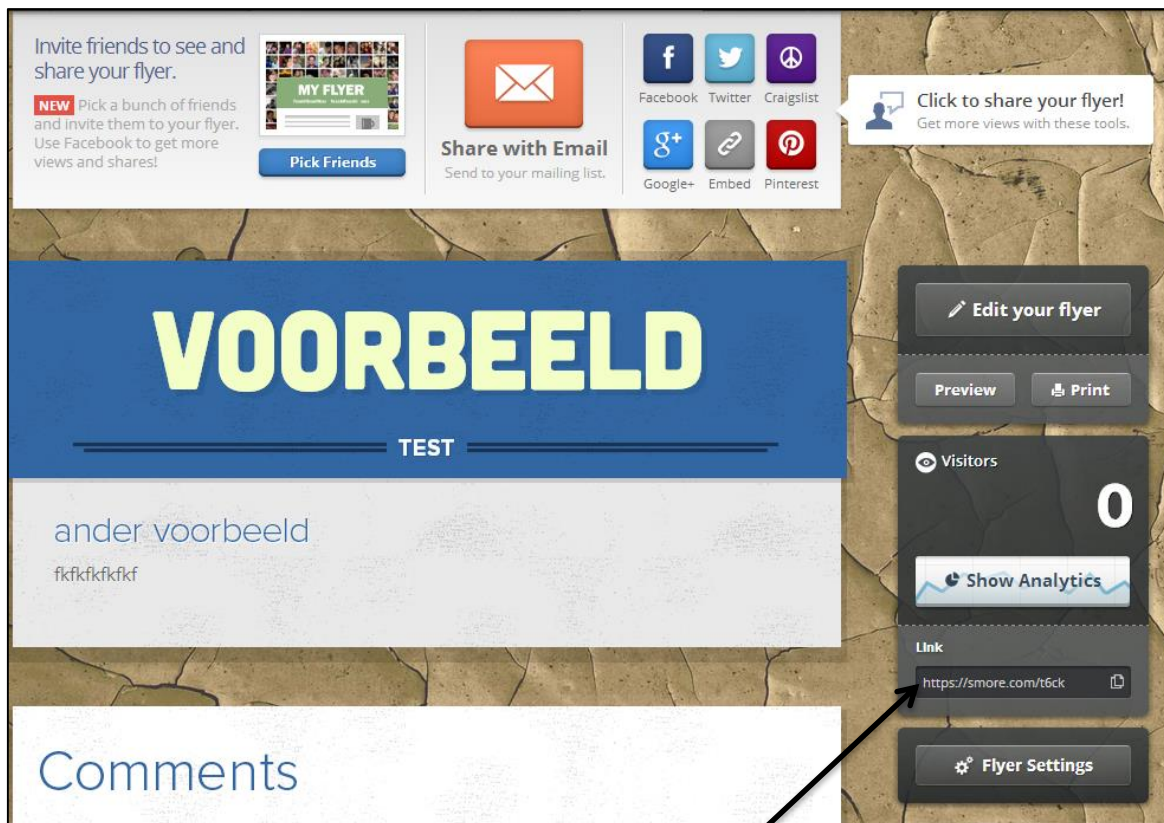 Invite friends to see and
share your flyer.
NEW Pick a bunch of friends
and invite them to your flyer.
Use Facebook to get more
views and shares!
MY FLYER
Pick Friends
Share with Email
Send to your mailing list.
f
Facebook Twitter Craigslist
g+
Google+ Embed Pinterest
Click to share your flyer!
Get more views with these tools.
VOORBEELD
TEST
ander voorbeeld
fkfkfkfkfkf
Comments
Edit your flyer
Preview Print
Visitors
0
Show Analytics
Link
https://smore.com/t6ck
Flyer Settings